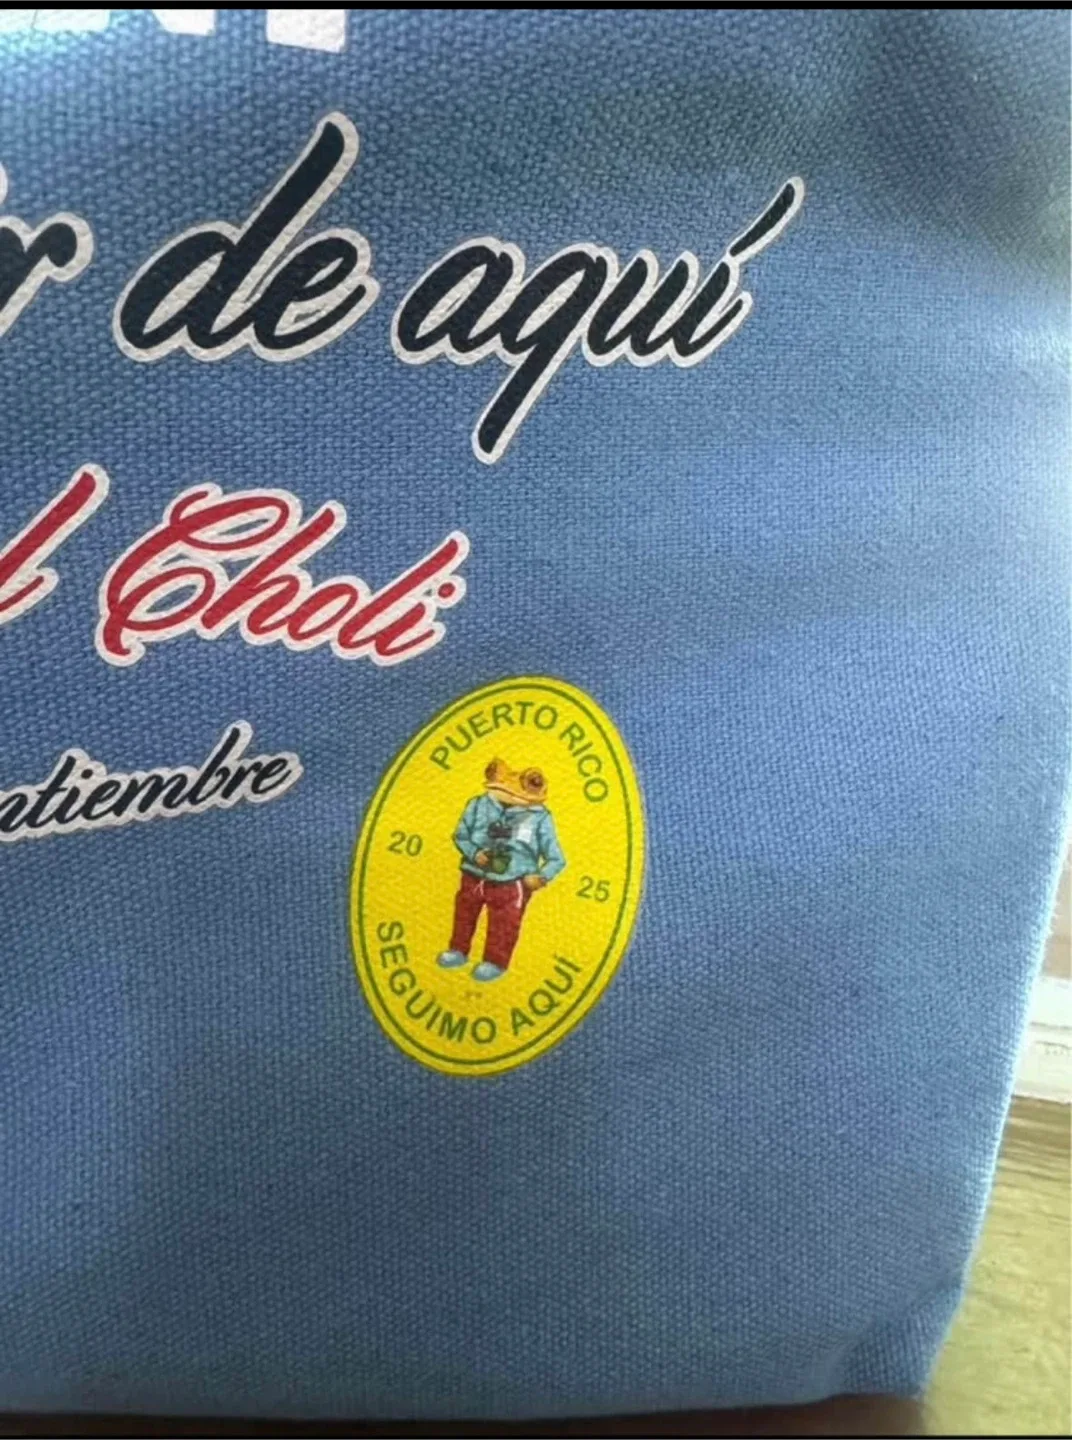 de aquí
Choli
ntiembre
PUERTO RICO
20 25
SEGUIMO AQUÍ